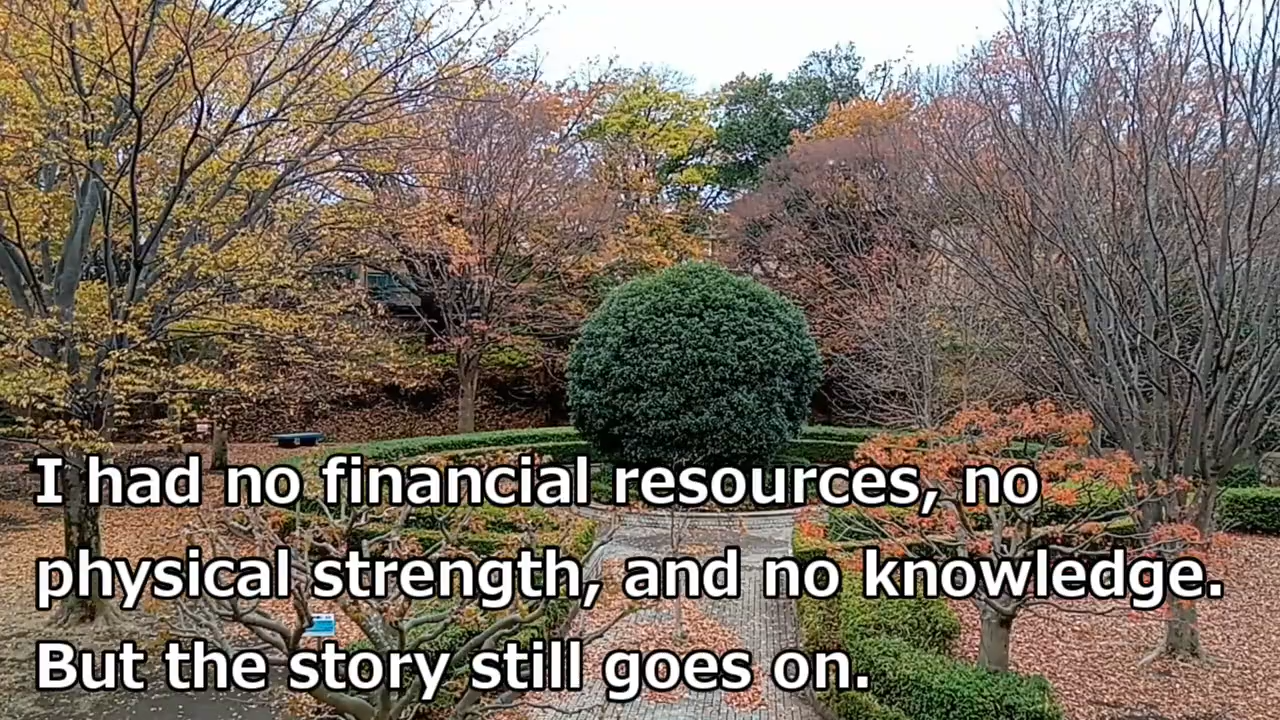 I had no financial resources, no
physical strength, and no knowledge.
But the story still goes on.